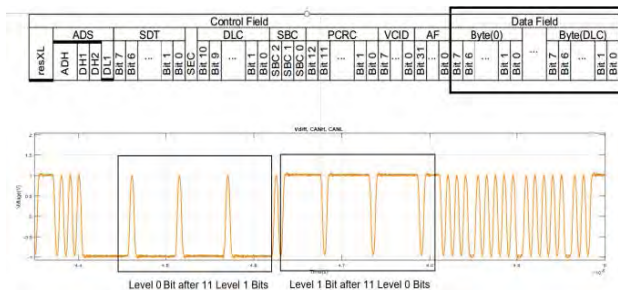 Control Field Data Field
ADS SDT DLC SBC PCRC VCID AF Byte(0) Byte(DLC)
resXL ADH DH1 DH2 DL1 Bit 7 Bit 6 ... Bit 1 Bit 0 SEC Bit 10 Bit 9 ... Bit 1 Bit 0 SBC 2 SBC 1 SBC 0 Bit 12 Bit 11 ... Bit 1 Bit 0 Bit 7 ... Bit 0 Bit 31 ... Bit 0 Bit 7 Bit 6 ... Bit 1 Bit 0 ... Bit 7 Bit 6 ... Bit 1 Bit 0
Vdiff, CANH, CANL
Voltage(V)
Level 0 Bit after 11 Level 1 Bits Level 1 Bit after 11 Level 0 Bits